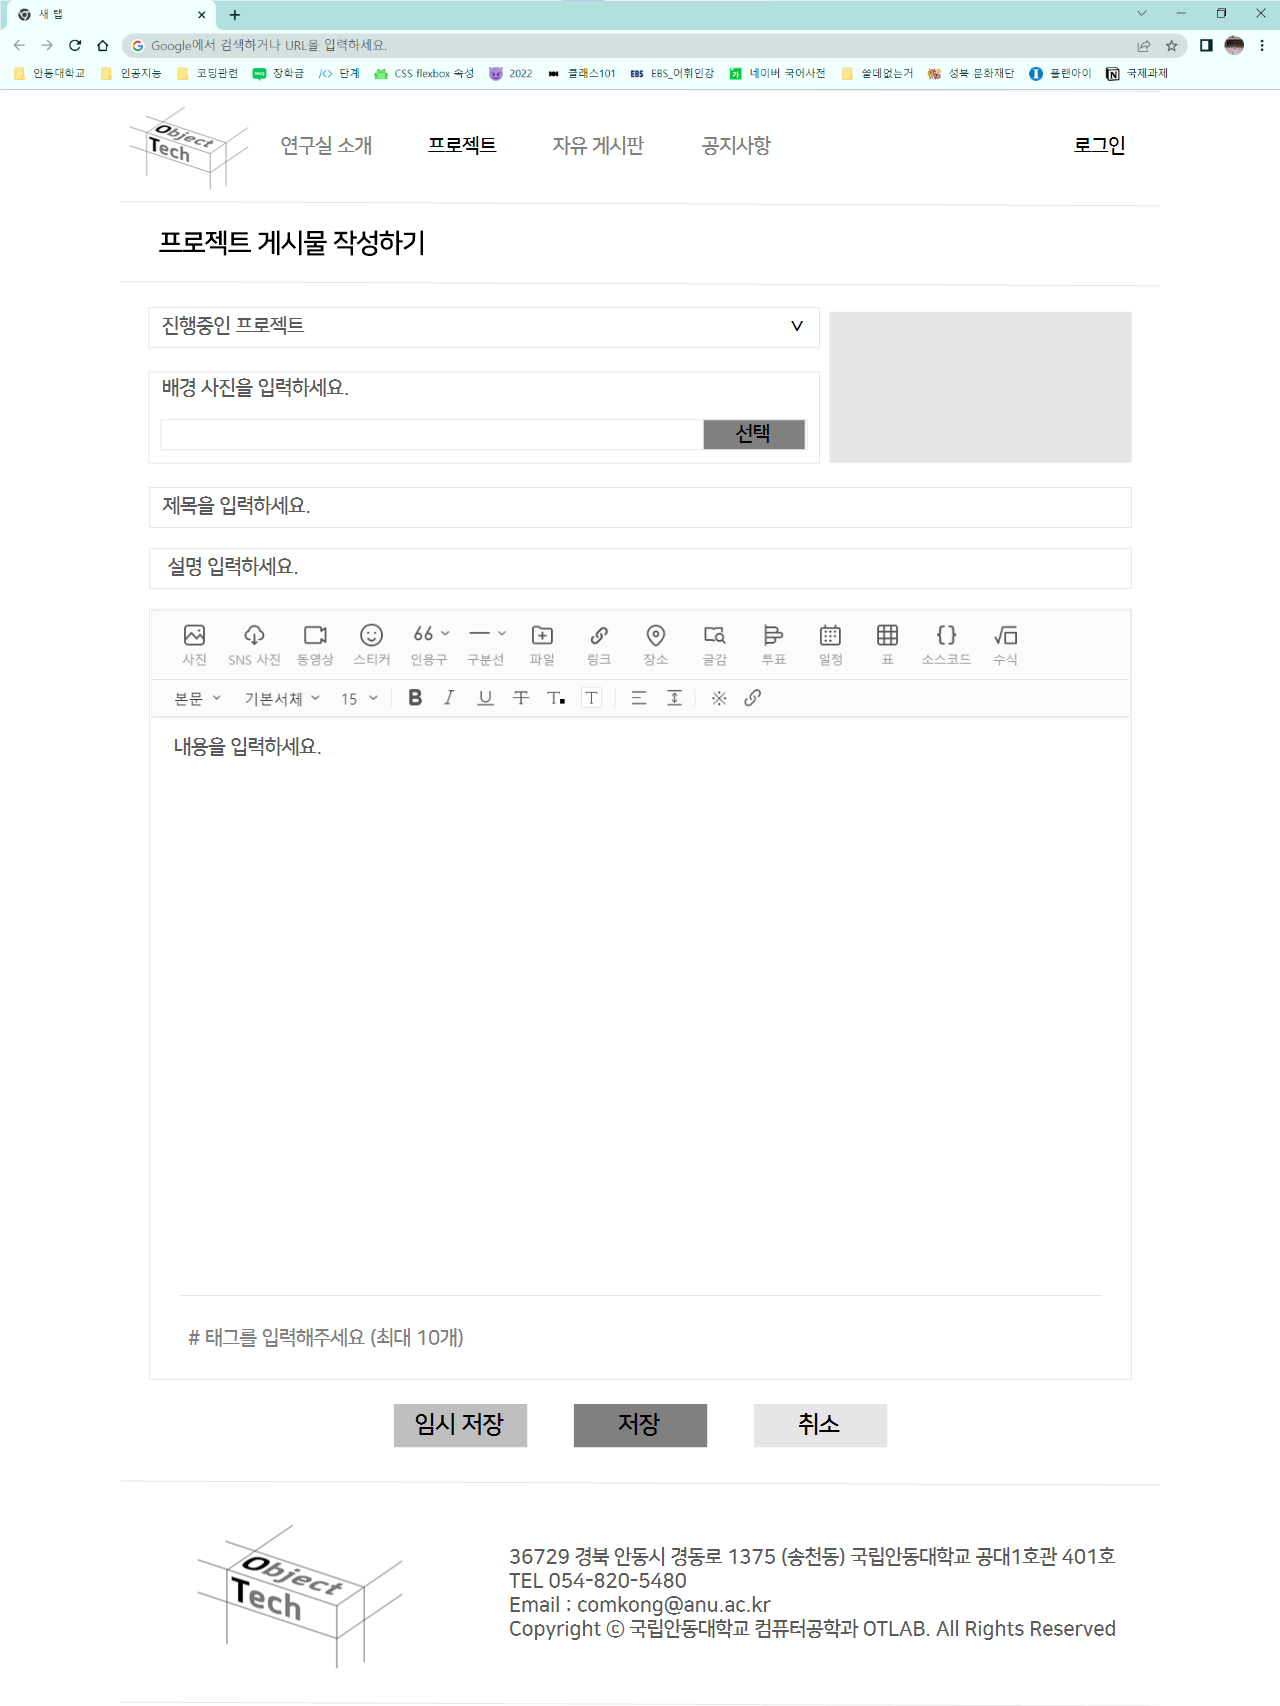 새 탭
Google에서 검색하거나 URL을 입력하세요.
안동대학교 인공지능 코딩관련 장학금 단계 CSS flexbox 속성 2022 클래스101 EBS EBS_어휘인강 네이버 국어사전 쓸데없는거 성북 문화재단 플랜아이 국제과제
Object
Tech
연구실 소개 프로젝트 자유 게시판 공지사항 로그인
프로젝트 게시물 작성하기
진행중인 프로젝트 V
배경 사진을 입력하세요.
선택
제목을 입력하세요.
설명 입력하세요.
사진 SNS 사진 동영상 스티커 인용구 구분선 파일 링크 장소 글감 투표 일정 표 소스코드 수식
본문 기본서체 15 B I U T T T
내용을 입력하세요.
# 태그를 입력해주세요 (최대 10개)
임시 저장 저장 취소
Object
Tech
36729 경북 안동시 경동로 1375 (송천동) 국립안동대학교 공대1호관 401호
TEL 054-820-5480
Email : comkong@anu.ac.kr
Copyright ⓒ 국립안동대학교 컴퓨터공학과 OTLAB. All Rights Reserved